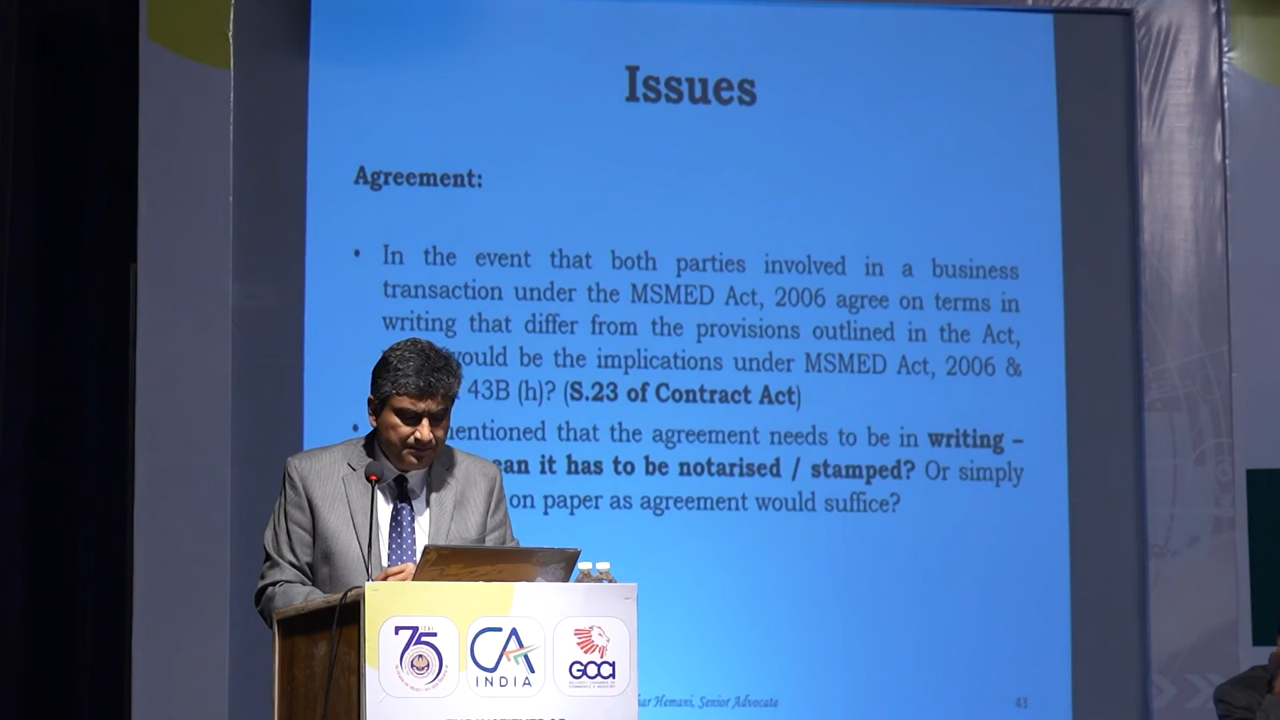 Issues
Agreement:
• In the event that both parties involved in a business
transaction under the MSMED Act, 2006 agree on terms in
writing that differ from the provisions outlined in the Act,
would be the implications under MSMED Act, 2006 &
43B (h)? (S.23 of Contract Act)
• mentioned that the agreement needs to be in writing –
it has to be notarised / stamped? Or simply
on paper as agreement would suffice?
Hemani, Senior Advocate
43
ICAI
75
CA
INDIA
GCCI